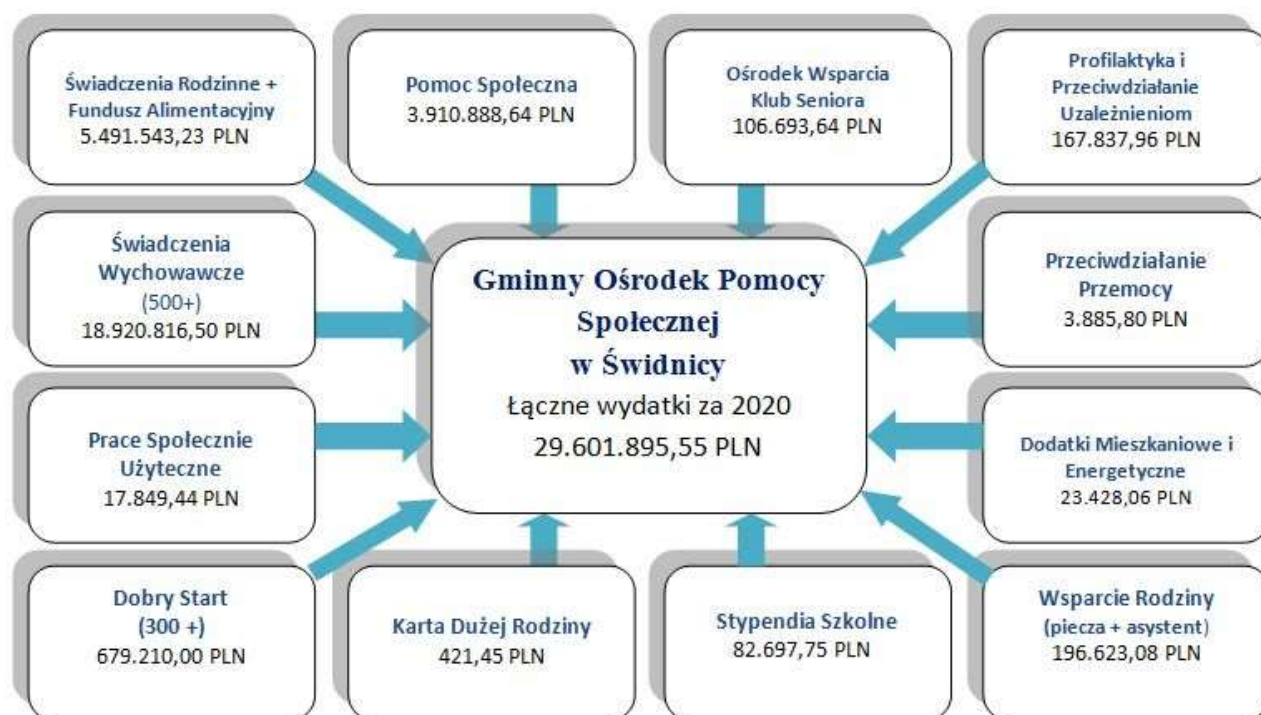 Świadczenia Rodzinne +
Fundusz Alimentacyjny
5.491.543,23 PLN
Pomoc Społeczna
3.910.888,64 PLN
Ośrodek Wsparcia
Klub Seniora
106.693,64 PLN
Profilaktyka i
Przeciwdziałanie
Uzależnieniom
167.837,96 PLN
Świadczenia
Wychowawcze
(500+)
18.920.816,50 PLN
Gminny Ośrodek Pomocy
Społecznej
w Świdnicy
Łączne wydatki za 2020
29.601.895,55 PLN
Przeciwdziałanie
Przemocy
3.885,80 PLN
Prace Społecznie
Użyteczne
17.849,44 PLN
Dodatki Mieszkaniowe i
Energetyczne
23.428,06 PLN
Dobry Start
(300 +)
679.210,00 PLN
Karta Dużej Rodziny
421,45 PLN
Stypendia Szkolne
82.697,75 PLN
Wsparcie Rodziny
(piecza + asystent)
196.623,08 PLN